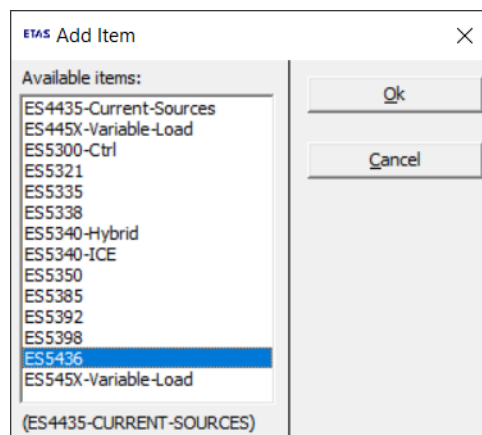 ETAS Add Item
Available items:
ES4435-Current-Sources
ES445X-Variable-Load
ES5300-Ctrl
ES5321
ES5335
ES5338
ES5340-Hybrid
ES5340-ICE
ES5350
ES5385
ES5392
ES5398
ES5436
ES545X-Variable-Load
(ES4435-CURRENT-SOURCES)
Ok
Cancel